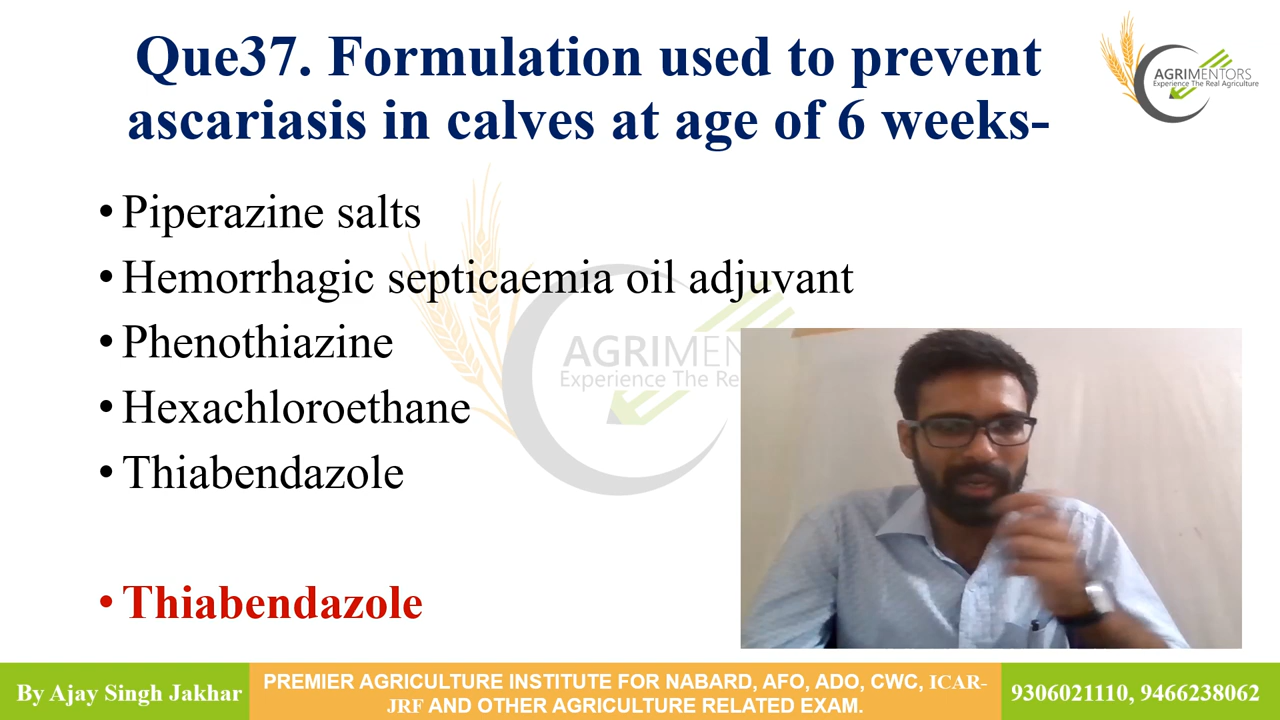 Que37. Formulation used to prevent
ascariasis in calves at age of 6 weeks-
AGRIMENTORS
Experience The Real Agriculture
• Piperazine salts
• Hemorrhagic septicaemia oil adjuvant
• Phenothiazine
AGRIMEN
Experience The Re
• Hexachloroethane
• Thiabendazole
• Thiabendazole
By Ajay Singh Jakhar
PREMIER AGRICULTURE INSTITUTE FOR NABARD, AFO, ADO, CWC, ICAR-
JRF AND OTHER AGRICULTURE RELATED EXAM.
9306021110, 9466238062